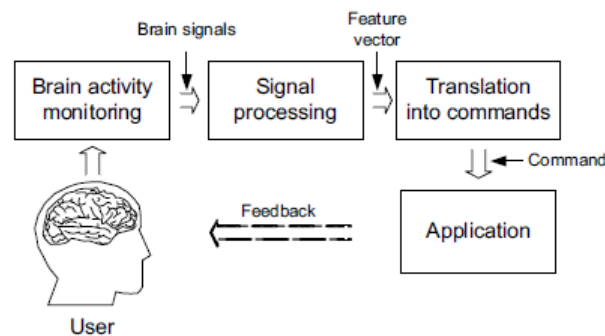 Brain signals
Feature
vector
Brain activity
monitoring
Signal
processing
Translation
into commands
Command
Feedback
Application
User